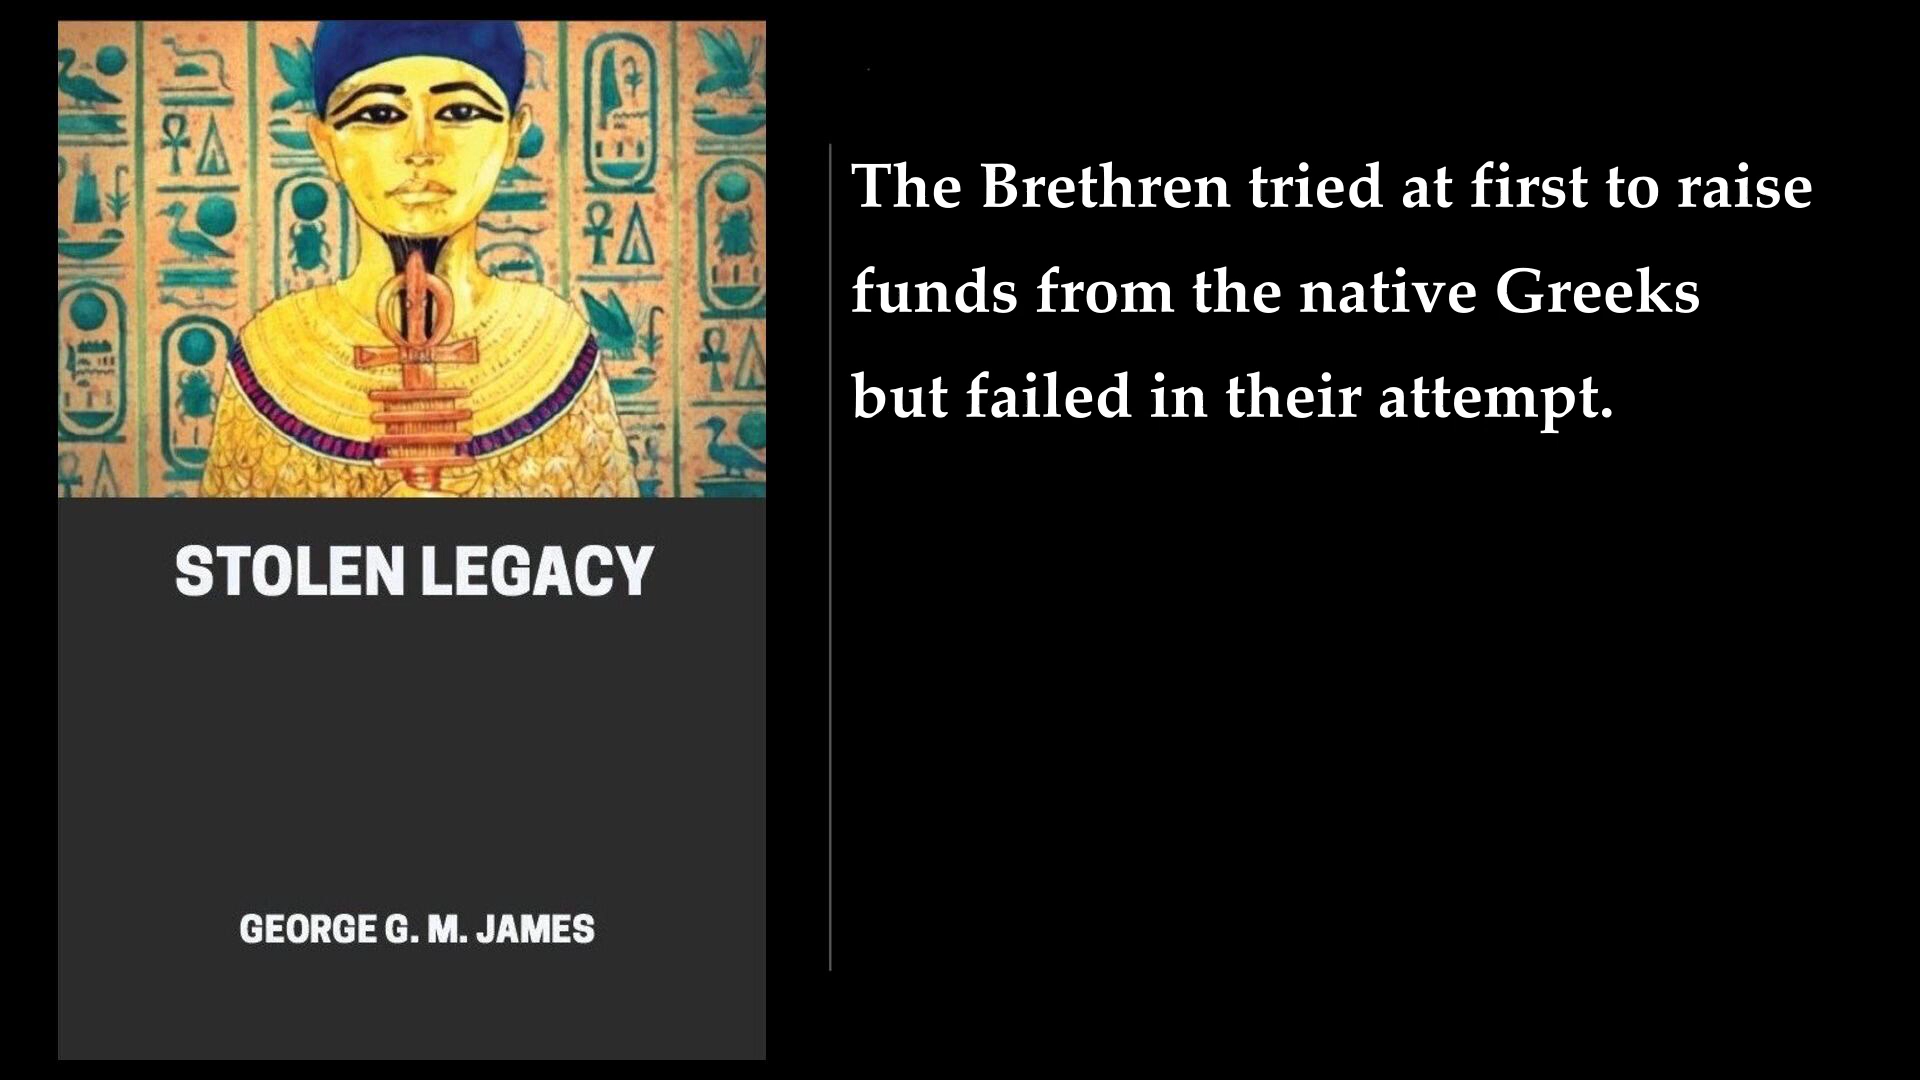 STOLEN LEGACY
GEORGE G. M. JAMES
The Brethren tried at first to raise
funds from the native Greeks
but failed in their attempt.